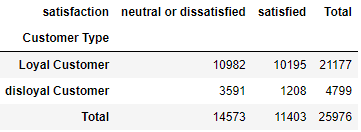 satisfaction neutral or dissatisfied satisfied Total
Customer Type
Loyal Customer 10982 10195 21177
disloyal Customer 3591 1208 4799
Total 14573 11403 25976